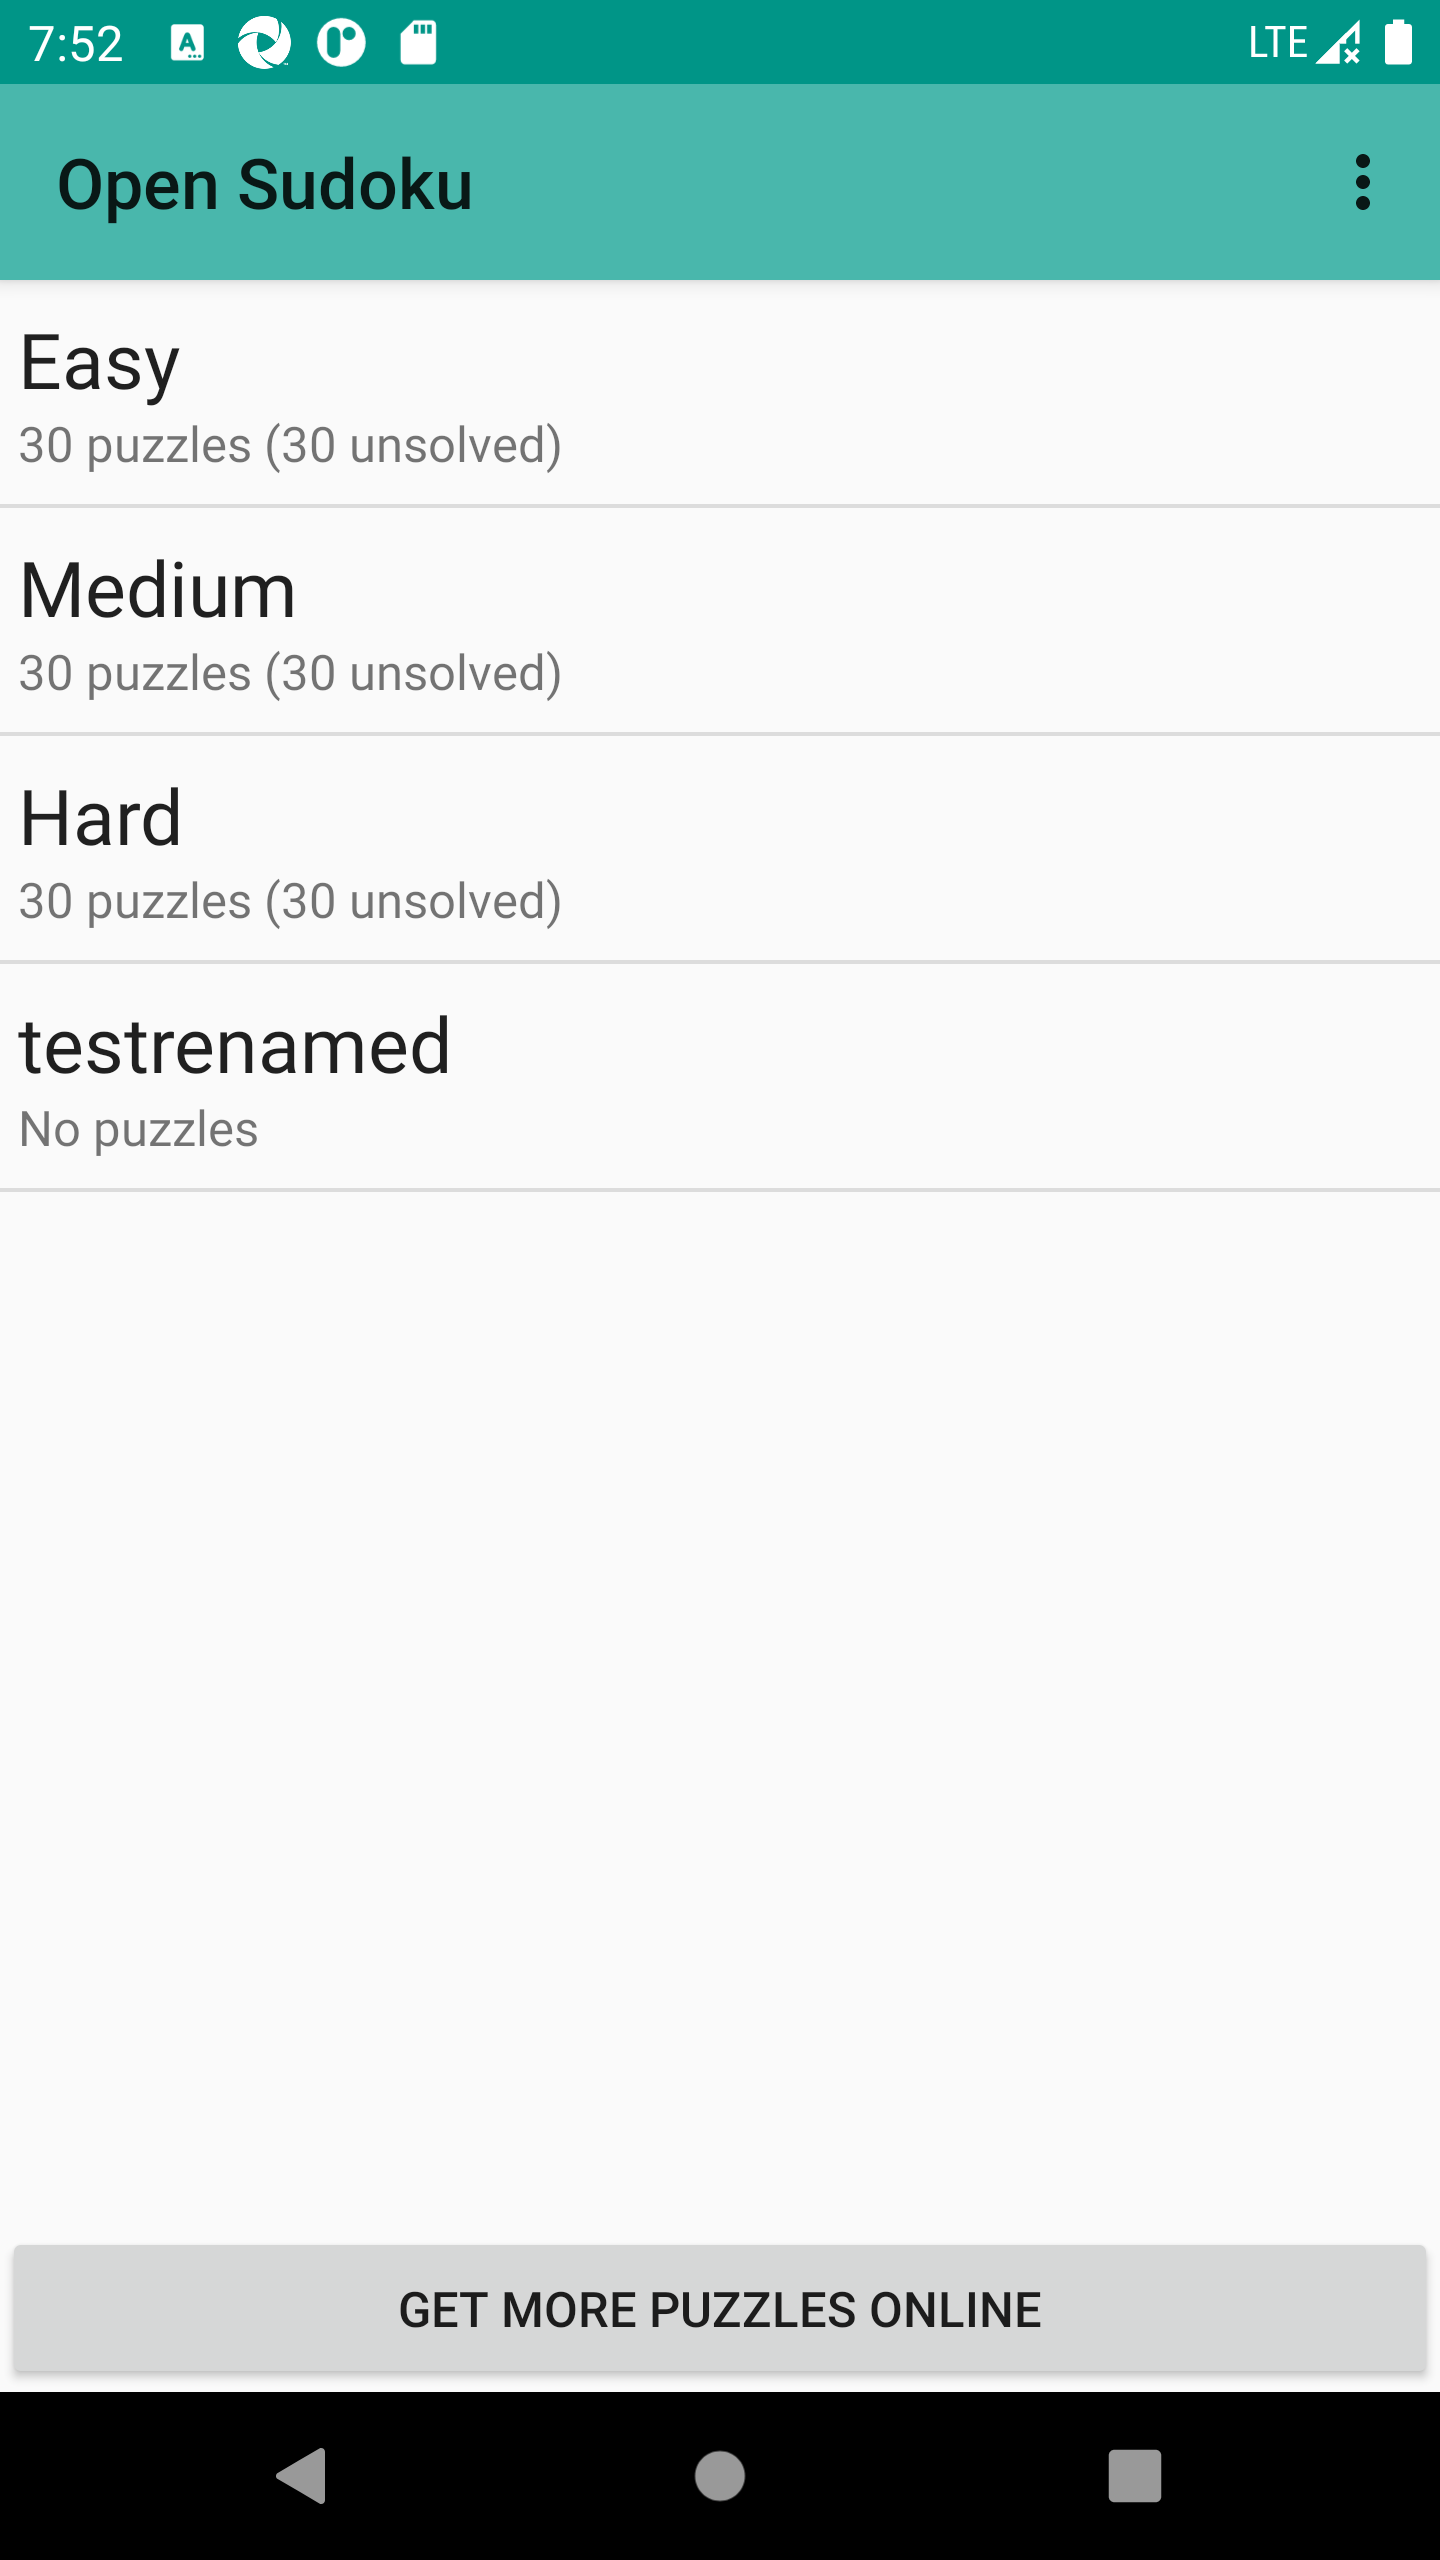 7:52
LTE
Open Sudoku
Easy
30 puzzles (30 unsolved)
Medium
30 puzzles (30 unsolved)
Hard
30 puzzles (30 unsolved)
testrenamed
No puzzles
GET MORE PUZZLES ONLINE